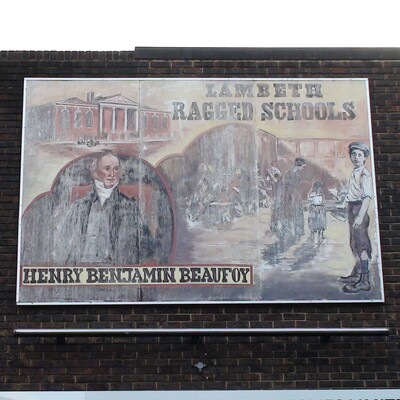 LAMBETH
RAGGED SCHOOLS
HENRY BENJAMIN BEAUFOY